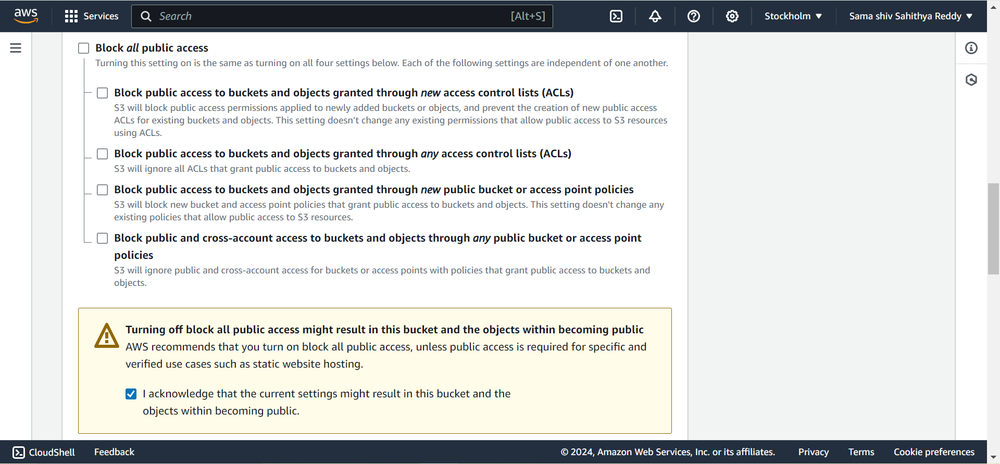 aws
Services
Search [Alt+S]
Stockholm
Sama shiv Sahithya Reddy
Block all public access
Turning this setting on is the same as turning on all four settings below. Each of the following settings are independent of one another.
Block public access to buckets and objects granted through new access control lists (ACLs)
S3 will block public access permissions applied to newly added buckets or objects, and prevent the creation of new public access
ACLs for existing buckets and objects. This setting doesn’t change any existing permissions that allow public access to S3 resources
using ACLs.
Block public access to buckets and objects granted through any access control lists (ACLs)
S3 will ignore all ACLs that grant public access to buckets and objects.
Block public access to buckets and objects granted through new public bucket or access point policies
S3 will block new bucket and access point policies that grant public access to buckets and objects. This setting doesn't change any
existing policies that allow public access to S3 resources.
Block public and cross-account access to buckets and objects through any public bucket or access point
policies
S3 will ignore public and cross-account access for buckets or access points with policies that grant public access to buckets and
objects.
Turning off block all public access might result in this bucket and the objects within becoming public
AWS recommends that you turn on block all public access, unless public access is required for specific and
verified use cases such as static website hosting.
I acknowledge that the current settings might result in this bucket and the
objects within becoming public.
CloudShell
Feedback
© 2024, Amazon Web Services, Inc. or its affiliates.
Privacy
Terms
Cookie preferences